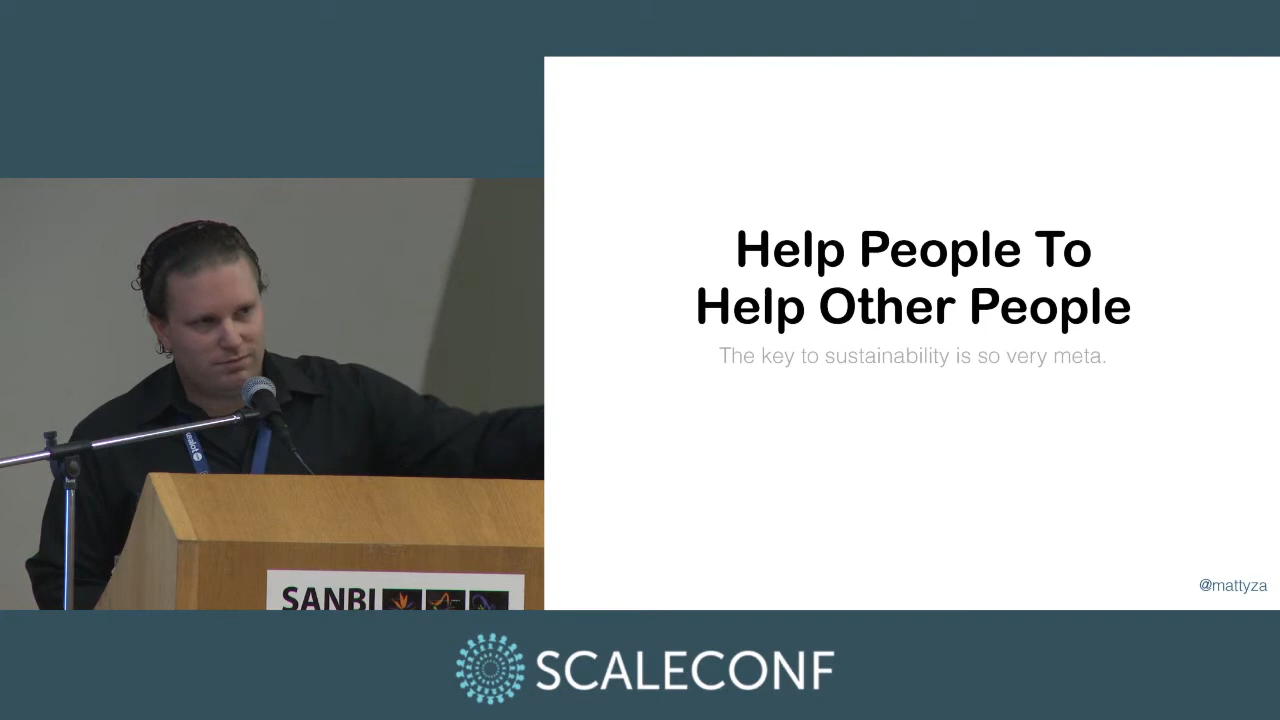 Help People To
Help Other People
The key to sustainability is so very meta.
@mattyza
SANBI
SCALECONF